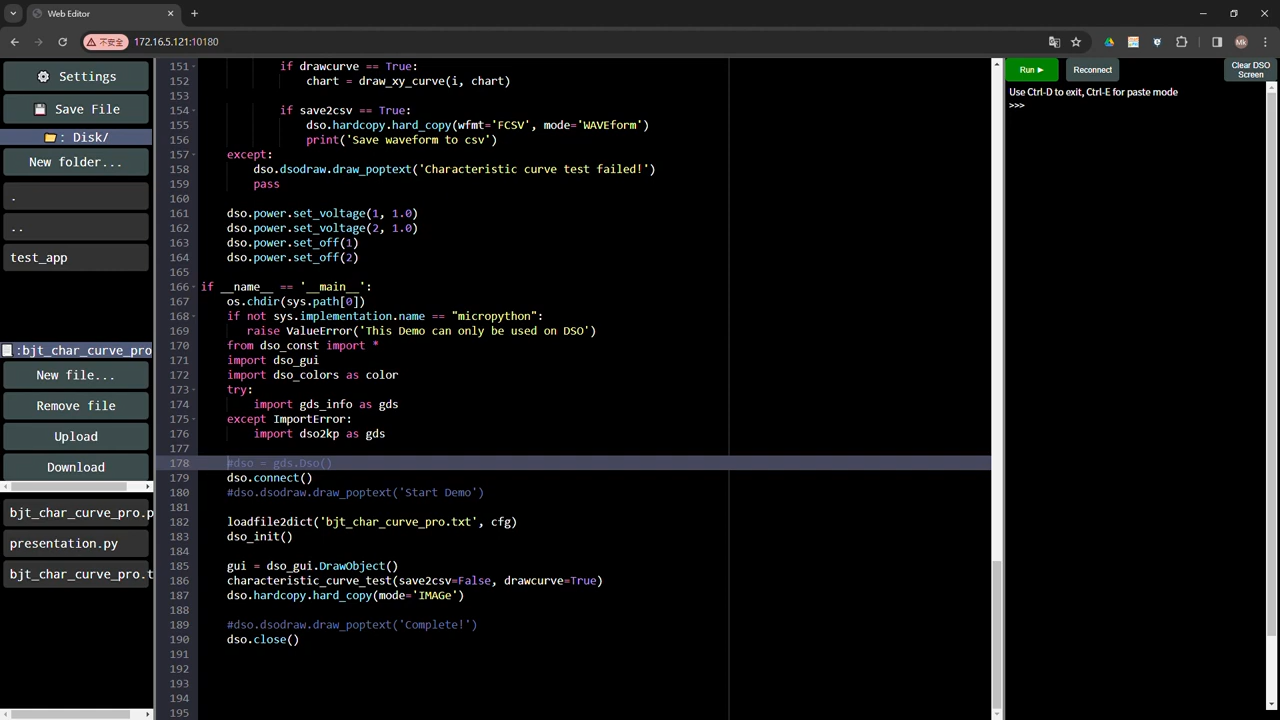 Web Editor
不安全 172.16.5.121:10180
Mk
Settings
Save File
: Disk/
New folder...
.
..
test_app
:bjt_char_curve_pro
New file...
Remove file
Upload
Download
bjt_char_curve_pro.p
presentation.py
bjt_char_curve_pro.t
151 if drawcurve == True:
152 chart = draw_xy_curve(i, chart)
153
154 if save2csv == True:
155 dso.hardcopy.hard_copy(wfmt='FCSV', mode='WAVEform')
156 print('Save waveform to csv')
157 except:
158 dso.dsodraw.draw_poptext('Characteristic curve test failed!')
159 pass
160
161 dso.power.set_voltage(1, 1.0)
162 dso.power.set_voltage(2, 1.0)
163 dso.power.set_off(1)
164 dso.power.set_off(2)
165
166 if __name__ == '__main__':
167 os.chdir(sys.path[0])
168 if not sys.implementation.name == "micropython":
169 raise ValueError('This Demo can only be used on DSO')
170 from dso_const import *
171 import dso_gui
172 import dso_colors as color
173 try:
174 import gds_info as gds
175 except ImportError:
176 import dso2kp as gds
177
178 #dso = gds.Dso()
179 dso.connect()
180 #dso.dsodraw.draw_poptext('Start Demo')
181
182 loadfile2dict('bjt_char_curve_pro.txt', cfg)
183 dso_init()
184
185 gui = dso_gui.DrawObject()
186 characteristic_curve_test(save2csv=False, drawcurve=True)
187 dso.hardcopy.hard_copy(mode='IMAGe')
188
189 #dso.dsodraw.draw_poptext('Complete!')
190 dso.close()
191
192
193
194
195
Run ►
Reconnect
Clear DSO
Screen
Use Ctrl-D to exit, Ctrl-E for paste mode
>>>